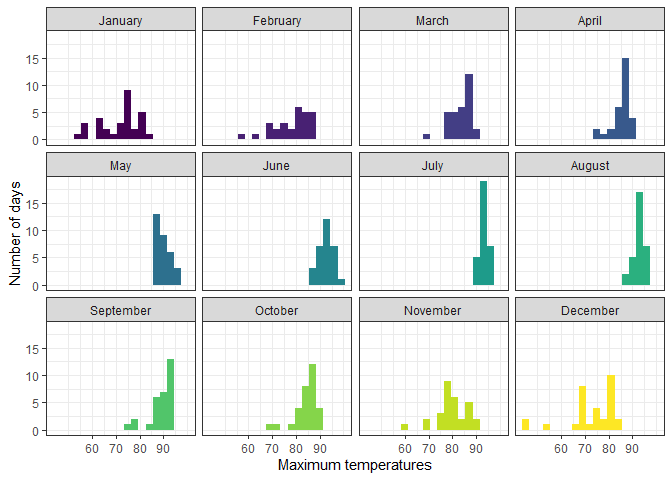 January February March April
15
10
5
0
May June July August
15
10
5
0
September October November December
15
10
5
0
60 70 80 90 60 70 80 90 60 70 80 90 60 70 80 90
Number of days
Maximum temperatures